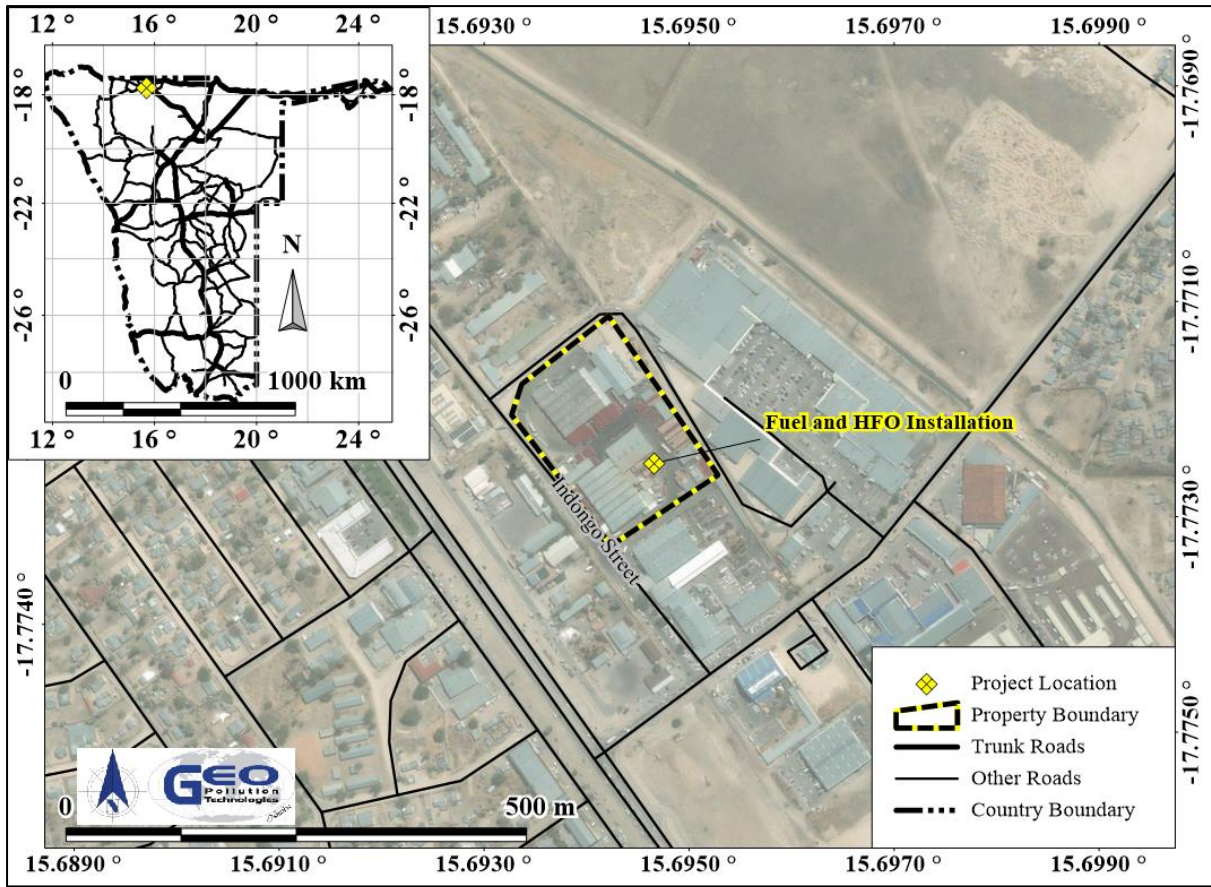 12 °
16 °
20 °
24 °
15.6930 °
15.6950 °
15.6970 °
15.6990 °
-18 °
-22 °
-26 °
-18 °
-22 °
-26 °
N
0
1000 km
12 °
16 °
20 °
24 °
-17.7690 °
-17.7710 °
-17.7730 °
-17.7750 °
-17.7740 °
Fuel and HFO Installation
Indongo Street
Project Location
Property Boundary
Trunk Roads
Other Roads
Country Boundary
GEO
Pollution
Technologies
0
500 m
15.6890 °
15.6910 °
15.6930 °
15.6950 °
15.6970 °
15.6990 °